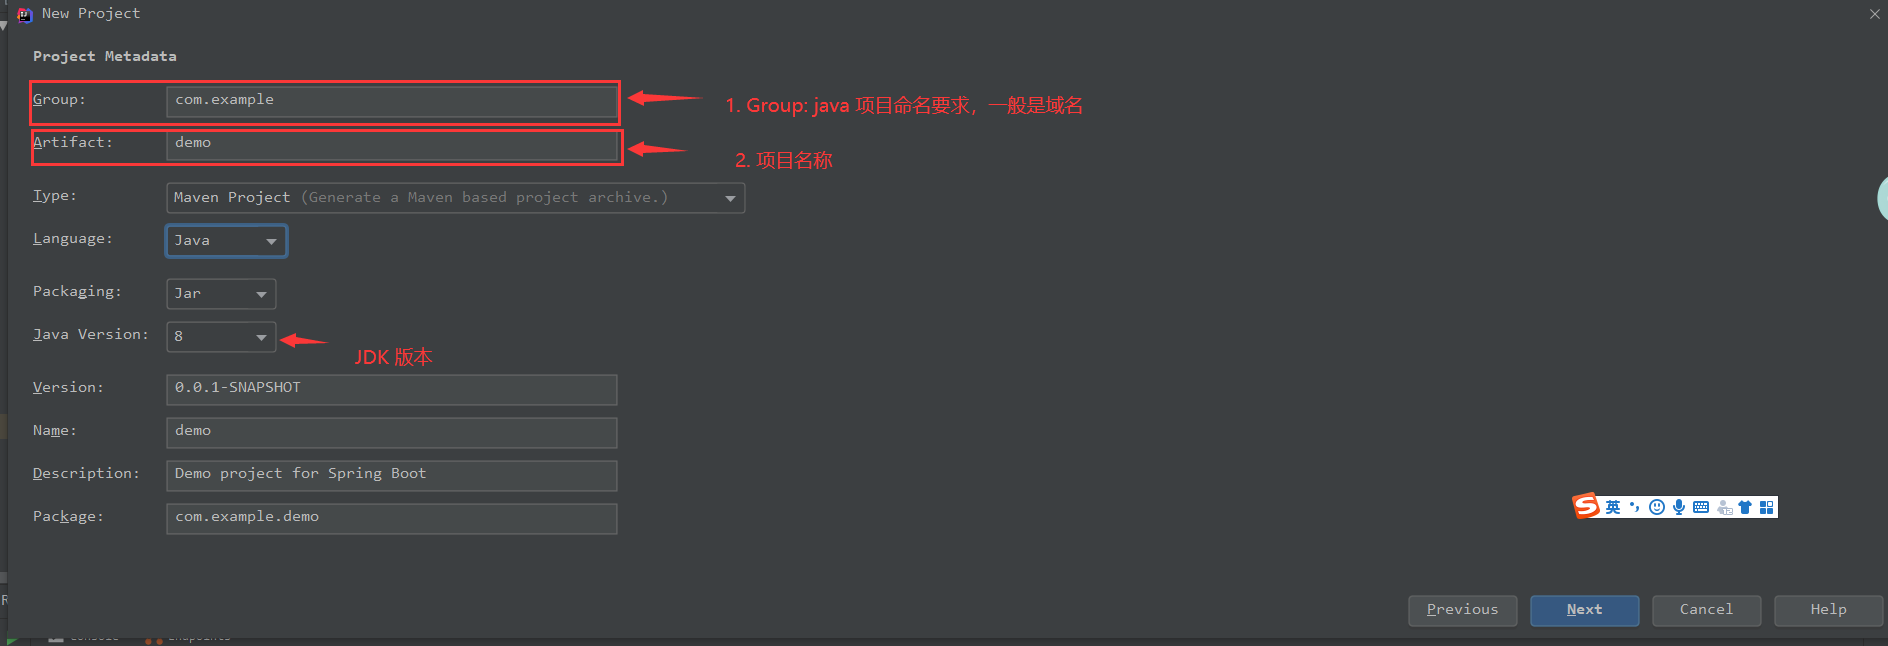 New Project
Project Metadata
Group: com.example
1. Group: java 项目命名要求，一般是域名
Artifact: demo
2. 项目名称
Type: Maven Project (Generate a Maven based project archive.)
Language: Java
Packaging: Jar
Java Version: 8
JDK 版本
Version: 0.0.1-SNAPSHOT
Name: demo
Description: Demo project for Spring Boot
Package: com.example.demo
S 英
Previous Next Cancel Help
Console Endpoints